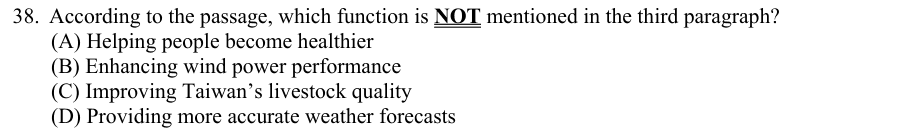 38. According to the passage, which function is NOT mentioned in the third paragraph?
(A) Helping people become healthier
(B) Enhancing wind power performance
(C) Improving Taiwan's livestock quality
(D) Providing more accurate weather forecasts